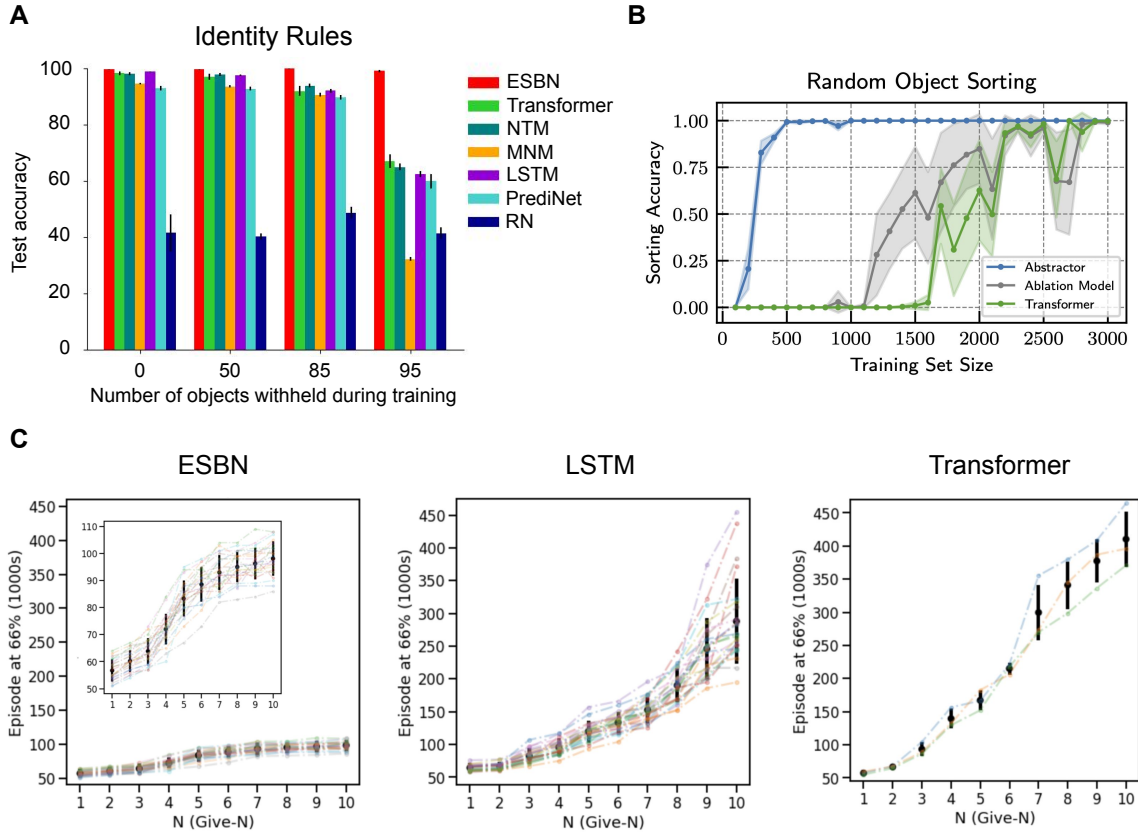 A
Identity Rules
Test accuracy
100
80
60
40
20
0
0 50 85 95
Number of objects withheld during training
ESBN
Transformer
NTM
MNM
LSTM
PrediNet
RN
B
Random Object Sorting
Sorting Accuracy
1.00
0.75
0.50
0.25
0.00
0 500 1000 1500 2000 2500 3000
Training Set Size
Abstractor
Ablation Model
Transformer
C
ESBN
Episode at 66% (1000s)
450
400
350
300
250
200
150
100
50
110
100
90
80
70
60
50
1 2 3 4 5 6 7 8 9 10
1 2 3 4 5 6 7 8 9 10
N (Give-N)
LSTM
Episode at 66% (1000s)
450
400
350
300
250
200
150
100
50
1 2 3 4 5 6 7 8 9 10
N (Give-N)
Transformer
Episode at 66% (1000s)
450
400
350
300
250
200
150
100
50
1 2 3 4 5 6 7 8 9 10
N (Give-N)